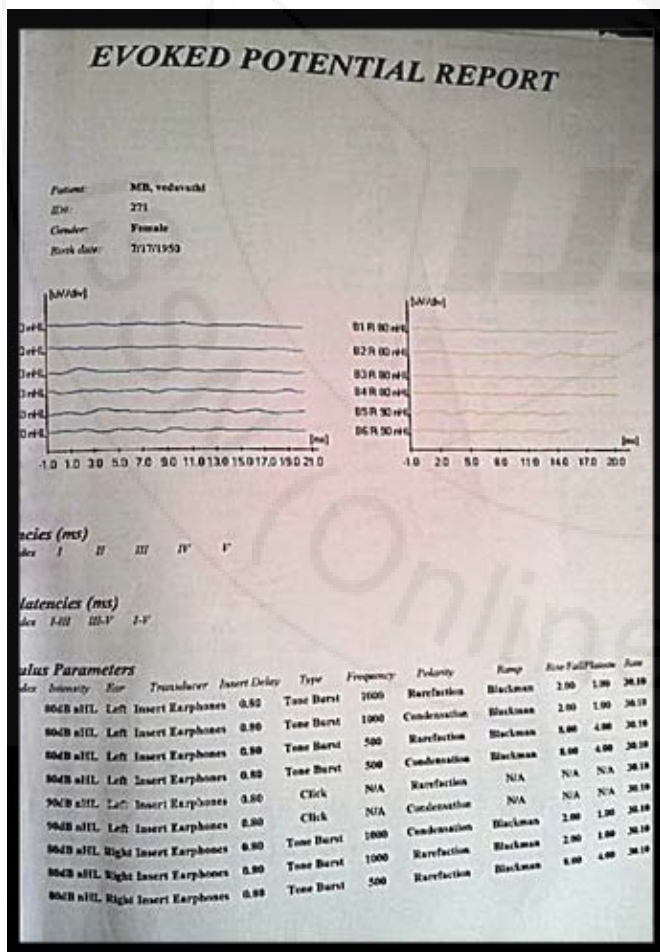 EVOKED POTENTIAL REPORT
Patient: MB, vedavathi
ID#: 271
Gender: Female
Birth date: 7/17/1950
[uV/div]
[ms]
-1.0 1.0 3.0 5.0 7.0 9.0 11.0 13.0 15.0 17.0 19.0 21.0
[uV/div]
B1 R 80 nHL
B2 R 80 nHL
B3 R 80 nHL
B4 R 80 nHL
B5 R 90 nHL
B6 R 90 nHL
[ms]
-1.0 2.0 5.0 8.0 11.0 14.0 17.0 20.0
ncies (ms)
dex I II III IV V
latencies (ms)
dex I-III III-V I-V
ulus Parameters
dex Intensity Ear Transducer Insert Delay Type Frequency Polarity Ramp Rise-Fall Plateau Rate
80dB nHL Left Insert Earphones 0.80 Tone Burst 1000 Rarefaction Blackman 2.00 1.00 30.10
80dB nHL Left Insert Earphones 0.80 Tone Burst 1000 Condensation Blackman 2.00 1.00 30.10
80dB nHL Left Insert Earphones 0.80 Tone Burst 500 Rarefaction Blackman 8.00 4.00 30.10
80dB nHL Left Insert Earphones 0.80 Tone Burst 500 Condensation Blackman 8.00 4.00 30.10
90dB nHL Left Insert Earphones 0.80 Click N/A Rarefaction N/A N/A N/A 30.10
90dB nHL Left Insert Earphones 0.80 Click N/A Condensation N/A N/A N/A 30.10
80dB nHL Right Insert Earphones 0.80 Tone Burst 1000 Condensation Blackman 2.00 1.00 30.10
80dB nHL Right Insert Earphones 0.80 Tone Burst 1000 Rarefaction Blackman 2.00 1.00 30.10
80dB nHL Right Insert Earphones 0.80 Tone Burst 500 Rarefaction Blackman 8.00 4.00 30.10
Online